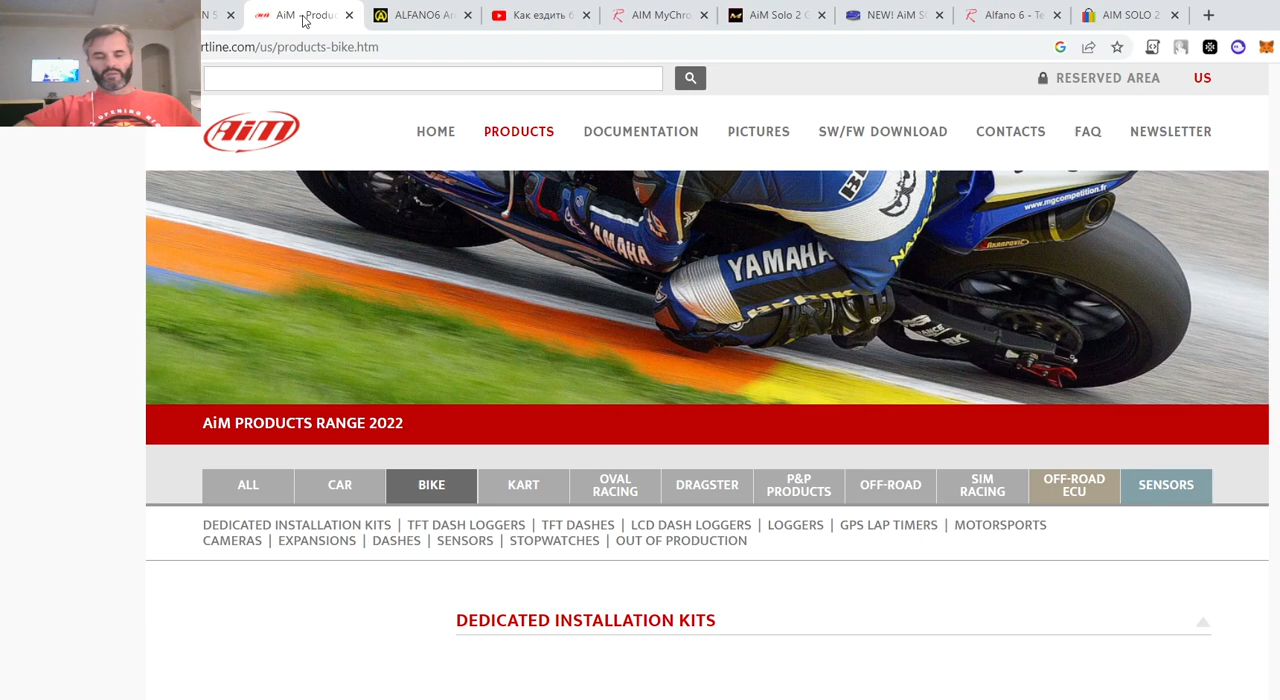 N 5
AiM - Produc
ALFANO6 Ar
Как ездить б
AIM MyChro
AiM Solo 2 G
NEW! AiM S
Alfano 6 - Te
AIM SOLO 2
rtline.com/us/products-bike.htm
OPENING
RESERVED AREA
US
AiM
HOME
PRODUCTS
DOCUMENTATION
PICTURES
SW/FW DOWNLOAD
CONTACTS
FAQ
NEWSLETTER
www.mgcompetition.fr
AKRAPOVIC
YAMAHA
YAMAHA
AiM PRODUCTS RANGE 2022
ALL
CAR
BIKE
KART
OVAL
RACING
DRAGSTER
P&P
PRODUCTS
OFF-ROAD
SIM
RACING
OFF-ROAD
ECU
SENSORS
DEDICATED INSTALLATION KITS | TFT DASH LOGGERS | TFT DASHES | LCD DASH LOGGERS | LOGGERS | GPS LAP TIMERS | MOTORSPORTS
CAMERAS | EXPANSIONS | DASHES | SENSORS | STOPWATCHES | OUT OF PRODUCTION
DEDICATED INSTALLATION KITS